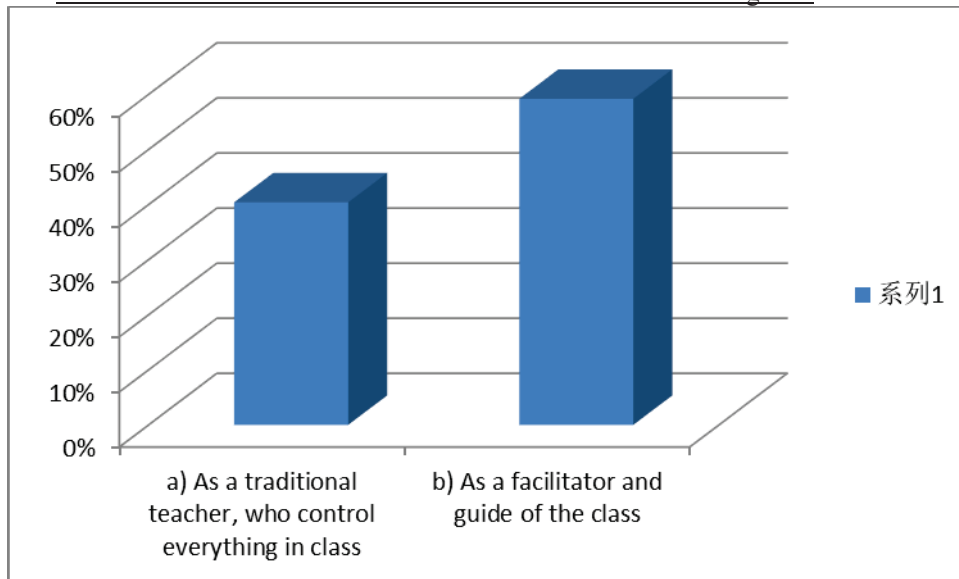 60%
50%
40%
30%
20%
10%
0%
a) As a traditional
teacher, who control
everything in class
b) As a facilitator and
guide of the class
系列1